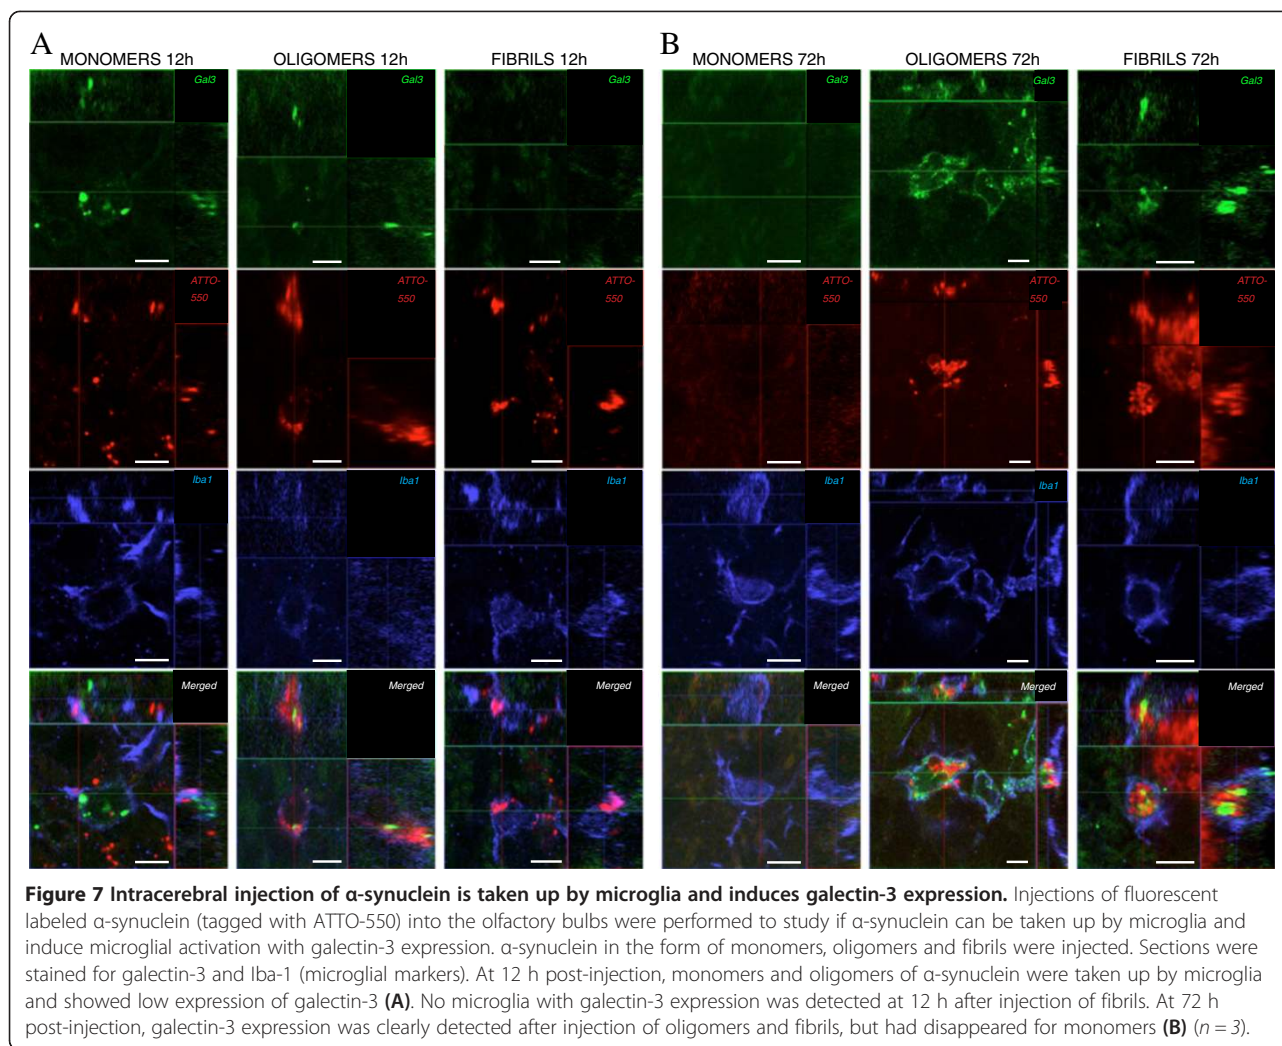 A
B
MONOMERS 12h OLIGOMERS 12h FIBRILS 12h MONOMERS 72h OLIGOMERS 72h FIBRILS 72h
Gal3 Gal3 Gal3 Gal3 Gal3 Gal3
ATTO- ATTO- ATTO- ATTO- ATTO- ATTO-
550 550 550 550 550 550
Iba1 Iba1 Iba1 Iba1 Iba1 Iba1
Merged Merged Merged Merged Merged Merged
Figure 7 Intracerebral injection of α-synuclein is taken up by microglia and induces galectin-3 expression. Injections of fluorescent
labeled α-synuclein (tagged with ATTO-550) into the olfactory bulbs were performed to study if α-synuclein can be taken up by microglia and
induce microglial activation with galectin-3 expression. α-synuclein in the form of monomers, oligomers and fibrils were injected. Sections were
stained for galectin-3 and Iba-1 (microglial markers). At 12 h post-injection, monomers and oligomers of α-synuclein were taken up by microglia
and showed low expression of galectin-3 (A). No microglia with galectin-3 expression was detected at 12 h after injection of fibrils. At 72 h
post-injection, galectin-3 expression was clearly detected after injection of oligomers and fibrils, but had disappeared for monomers (B) (n = 3).